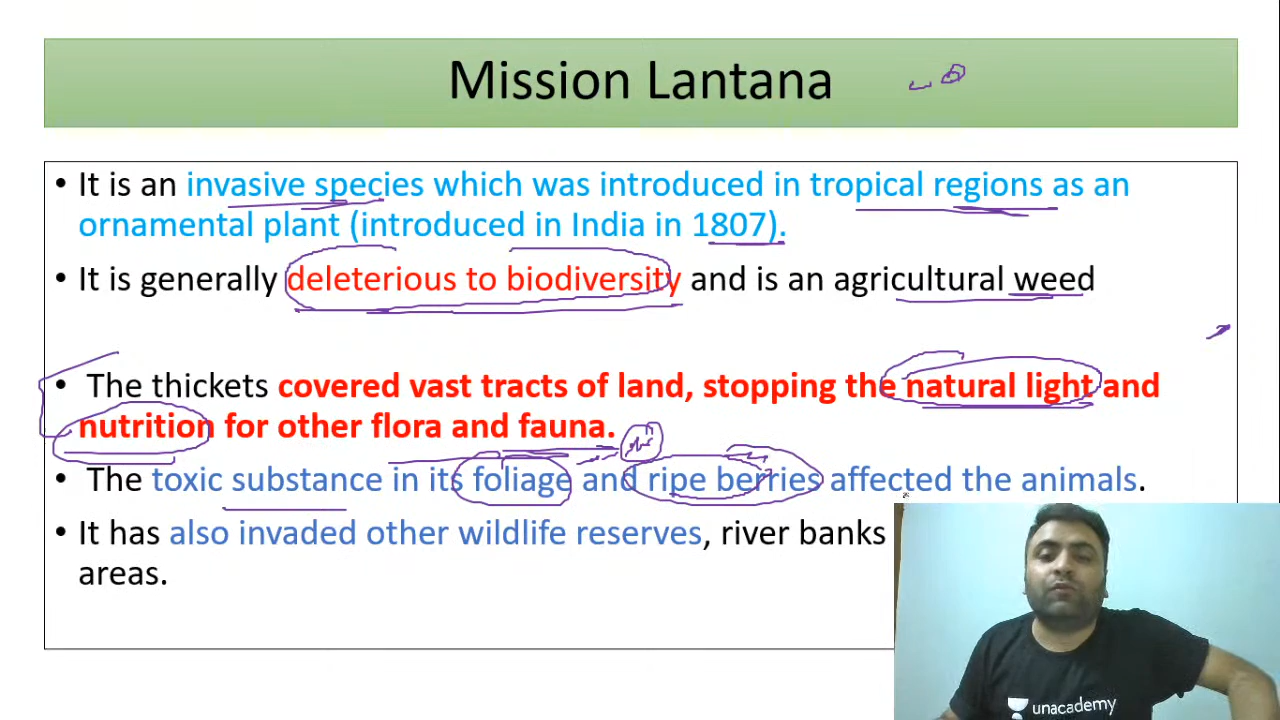 Mission Lantana
• It is an invasive species which was introduced in tropical regions as an
ornamental plant (introduced in India in 1807).
• It is generally deleterious to biodiversity and is an agricultural weed
• The thickets covered vast tracts of land, stopping the natural light and
nutrition for other flora and fauna.
• The toxic substance in its foliage and ripe berries affected the animals.
• It has also invaded other wildlife reserves, river banks
areas.
unacademy